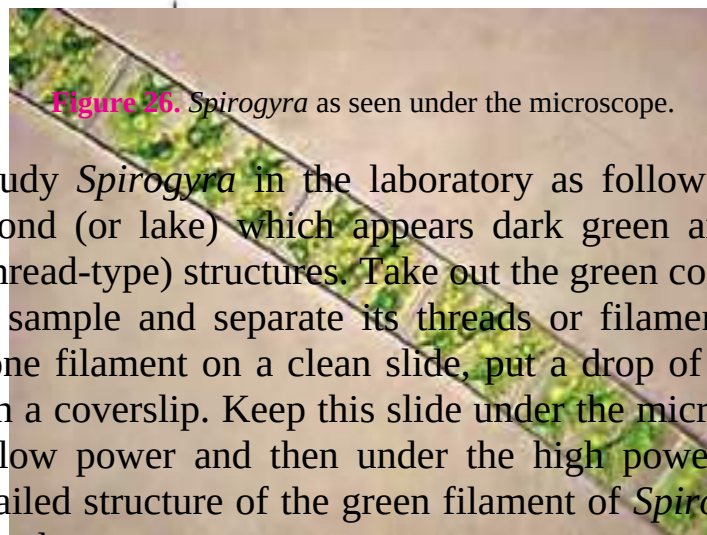 Figure 26. Spirogyra as seen under the microscope.
udy Spirogyra in the laboratory as follow
ond (or lake) which appears dark green a
hread-type) structures. Take out the green co
sample and separate its threads or filamen
one filament on a clean slide, put a drop of
n a coverslip. Keep this slide under the micr
low power and then under the high powe
ailed structure of the green filament of Spiro